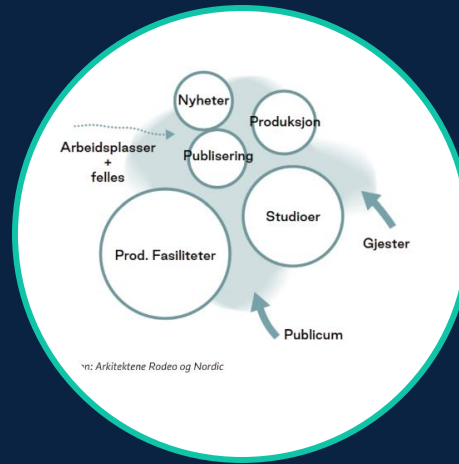 Nyheter
Produksjon
Arbeidsplasser
+
felles
Publisering
Studioer
Prod. Fasiliteter
Gjester
Publicum
Arkitektene Rodeo og Nordic